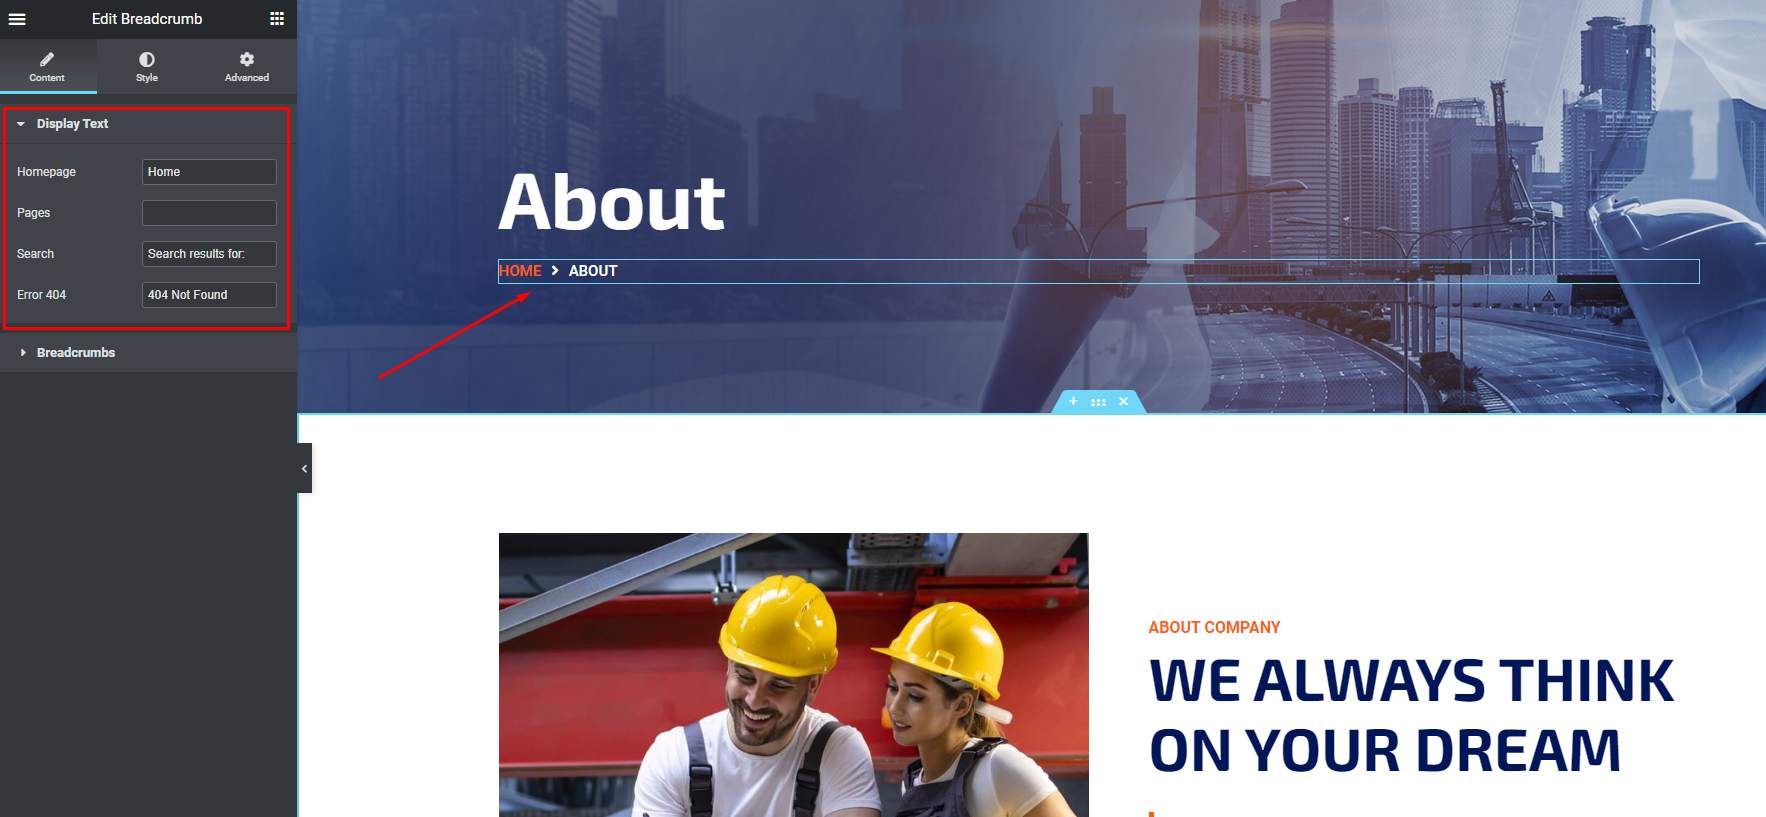 Edit Breadcrumb
Content
Style
Advanced
Display Text
Homepage
Home
Pages
Search
Search results for:
Error 404
404 Not Found
Breadcrumbs
About
HOME > ABOUT
ABOUT COMPANY
WE ALWAYS THINK
ON YOUR DREAM